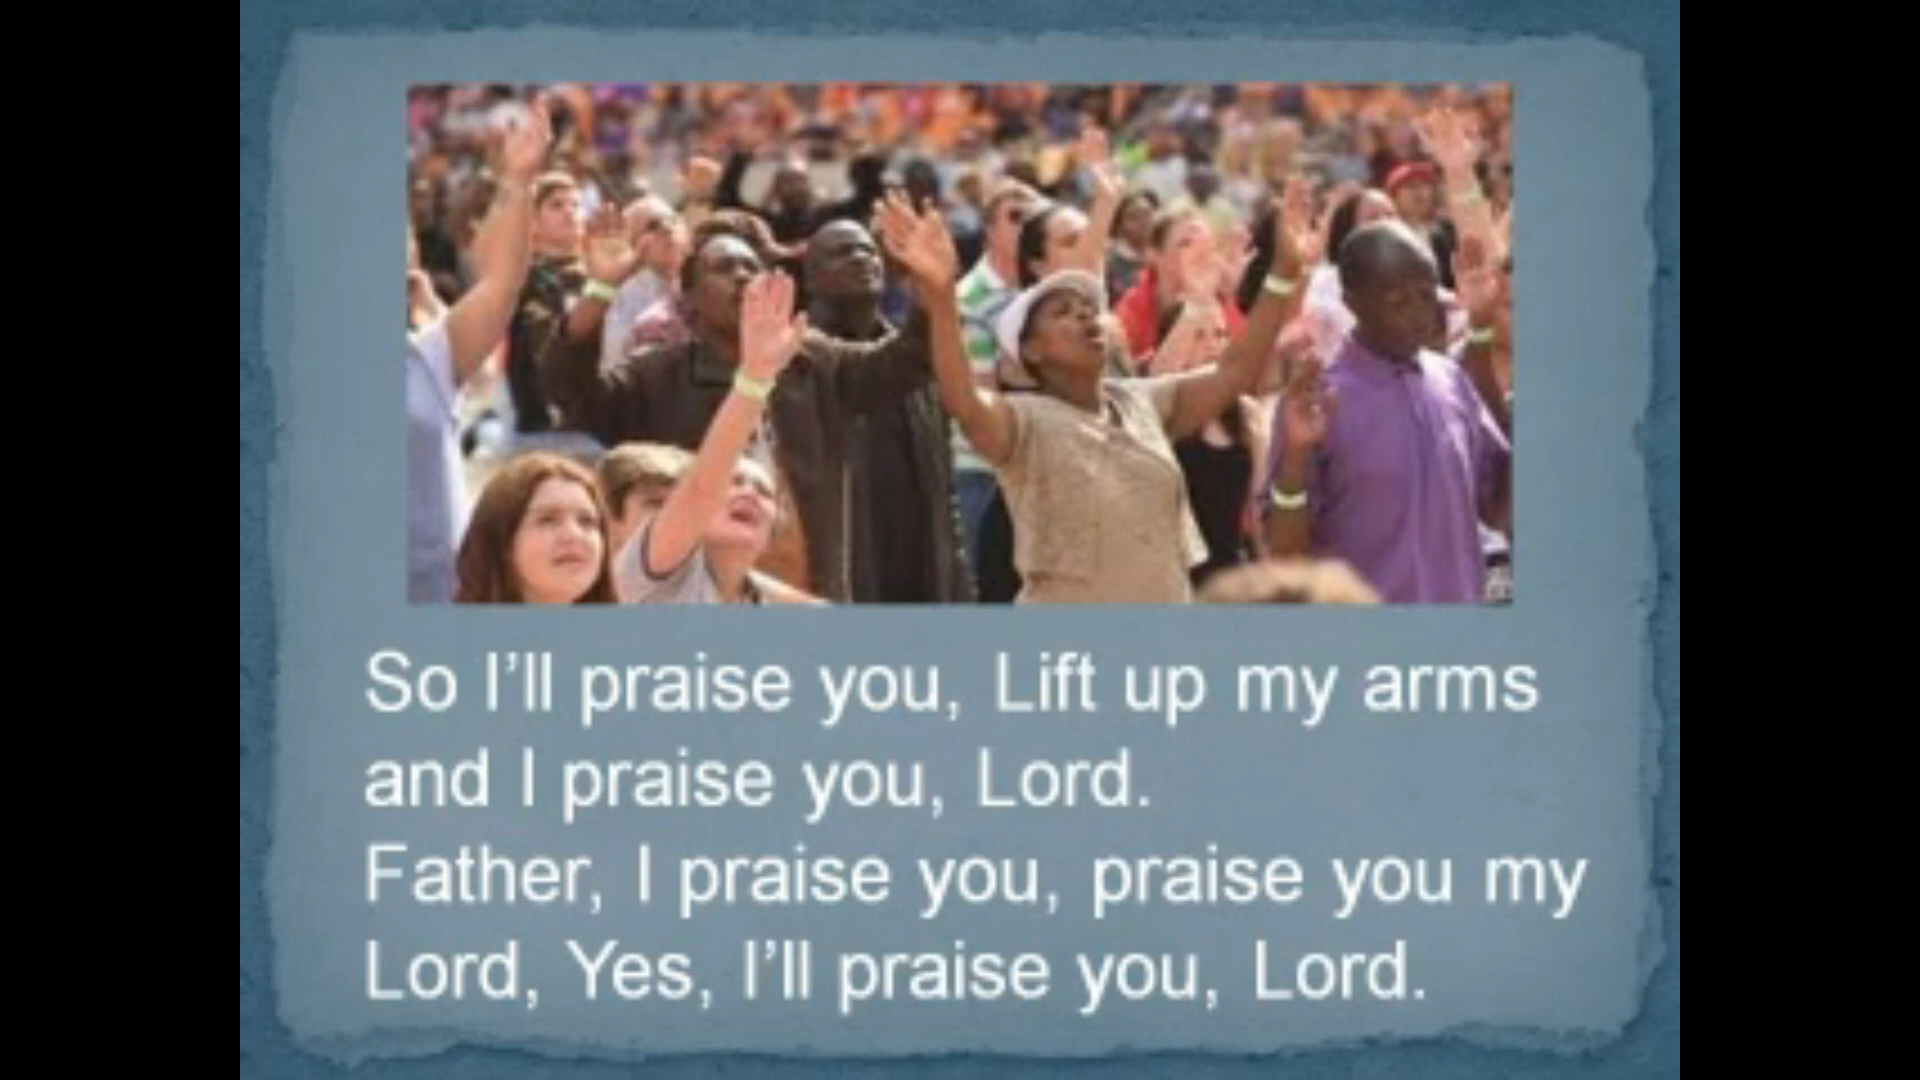 So I’ll praise you, Lift up my arms
and I praise you, Lord.
Father, I praise you, praise you my
Lord, Yes, I’ll praise you, Lord.